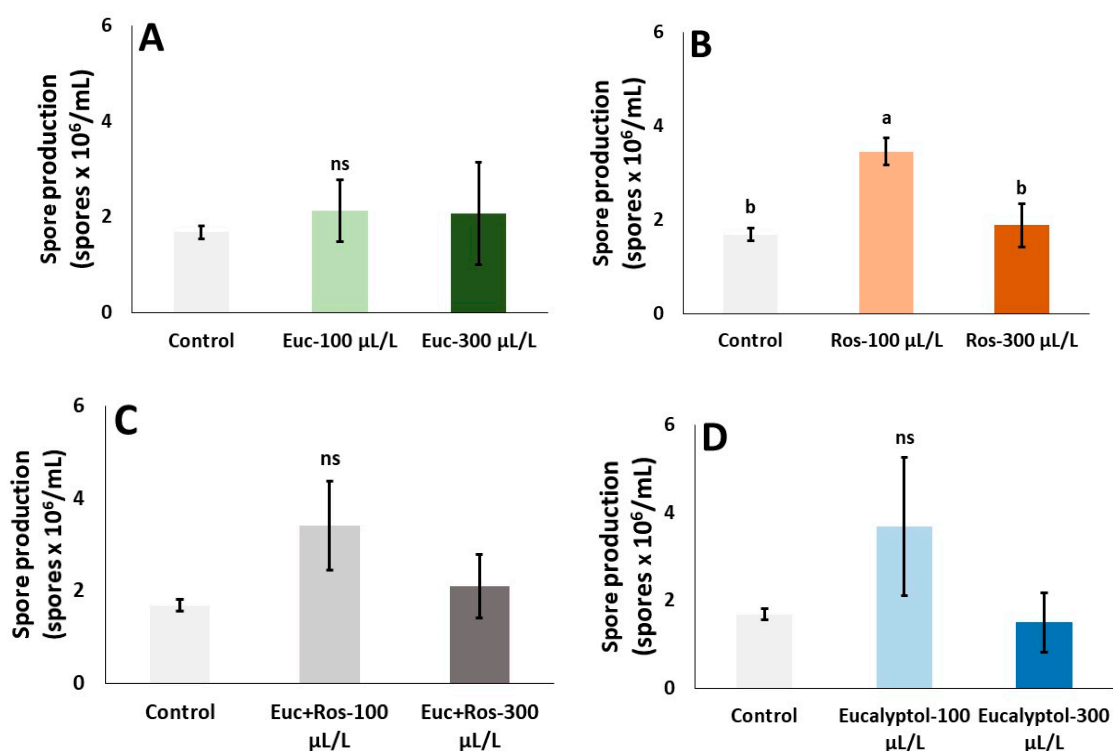 A
Spore production
(spores x 10⁶/mL)
6
4
2
0
ns
Control
Euc-100 μL/L
Euc-300 μL/L
B
Spore production
(spores x 10⁶/mL)
6
4
2
0
b
a
b
Control
Ros-100 μL/L
Ros-300 μL/L
C
Spore production
(spores x 10⁶/mL)
6
4
2
0
ns
Control
Euc+Ros-100
μL/L
Euc+Ros-300
μL/L
D
Spore production
(spores x 10⁶/mL)
6
4
2
0
ns
Control
Eucalyptol-100
μL/L
Eucalyptol-300
μL/L